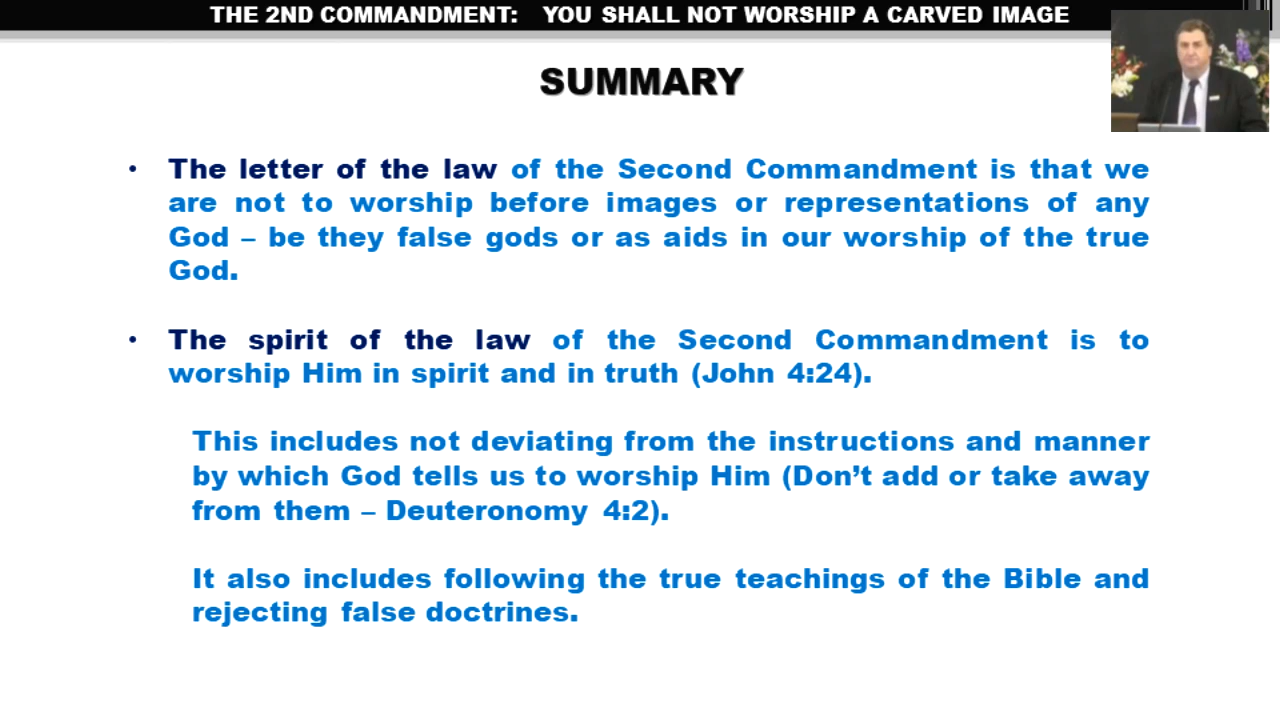 THE 2ND COMMANDMENT: YOU SHALL NOT WORSHIP A CARVED IMAGE
SUMMARY
• The letter of the law of the Second Commandment is that we
are not to worship before images or representations of any
God – be they false gods or as aids in our worship of the true
God.
• The spirit of the law of the Second Commandment is to
worship Him in spirit and in truth (John 4:24).
This includes not deviating from the instructions and manner
by which God tells us to worship Him (Don’t add or take away
from them – Deuteronomy 4:2).
It also includes following the true teachings of the Bible and
rejecting false doctrines.